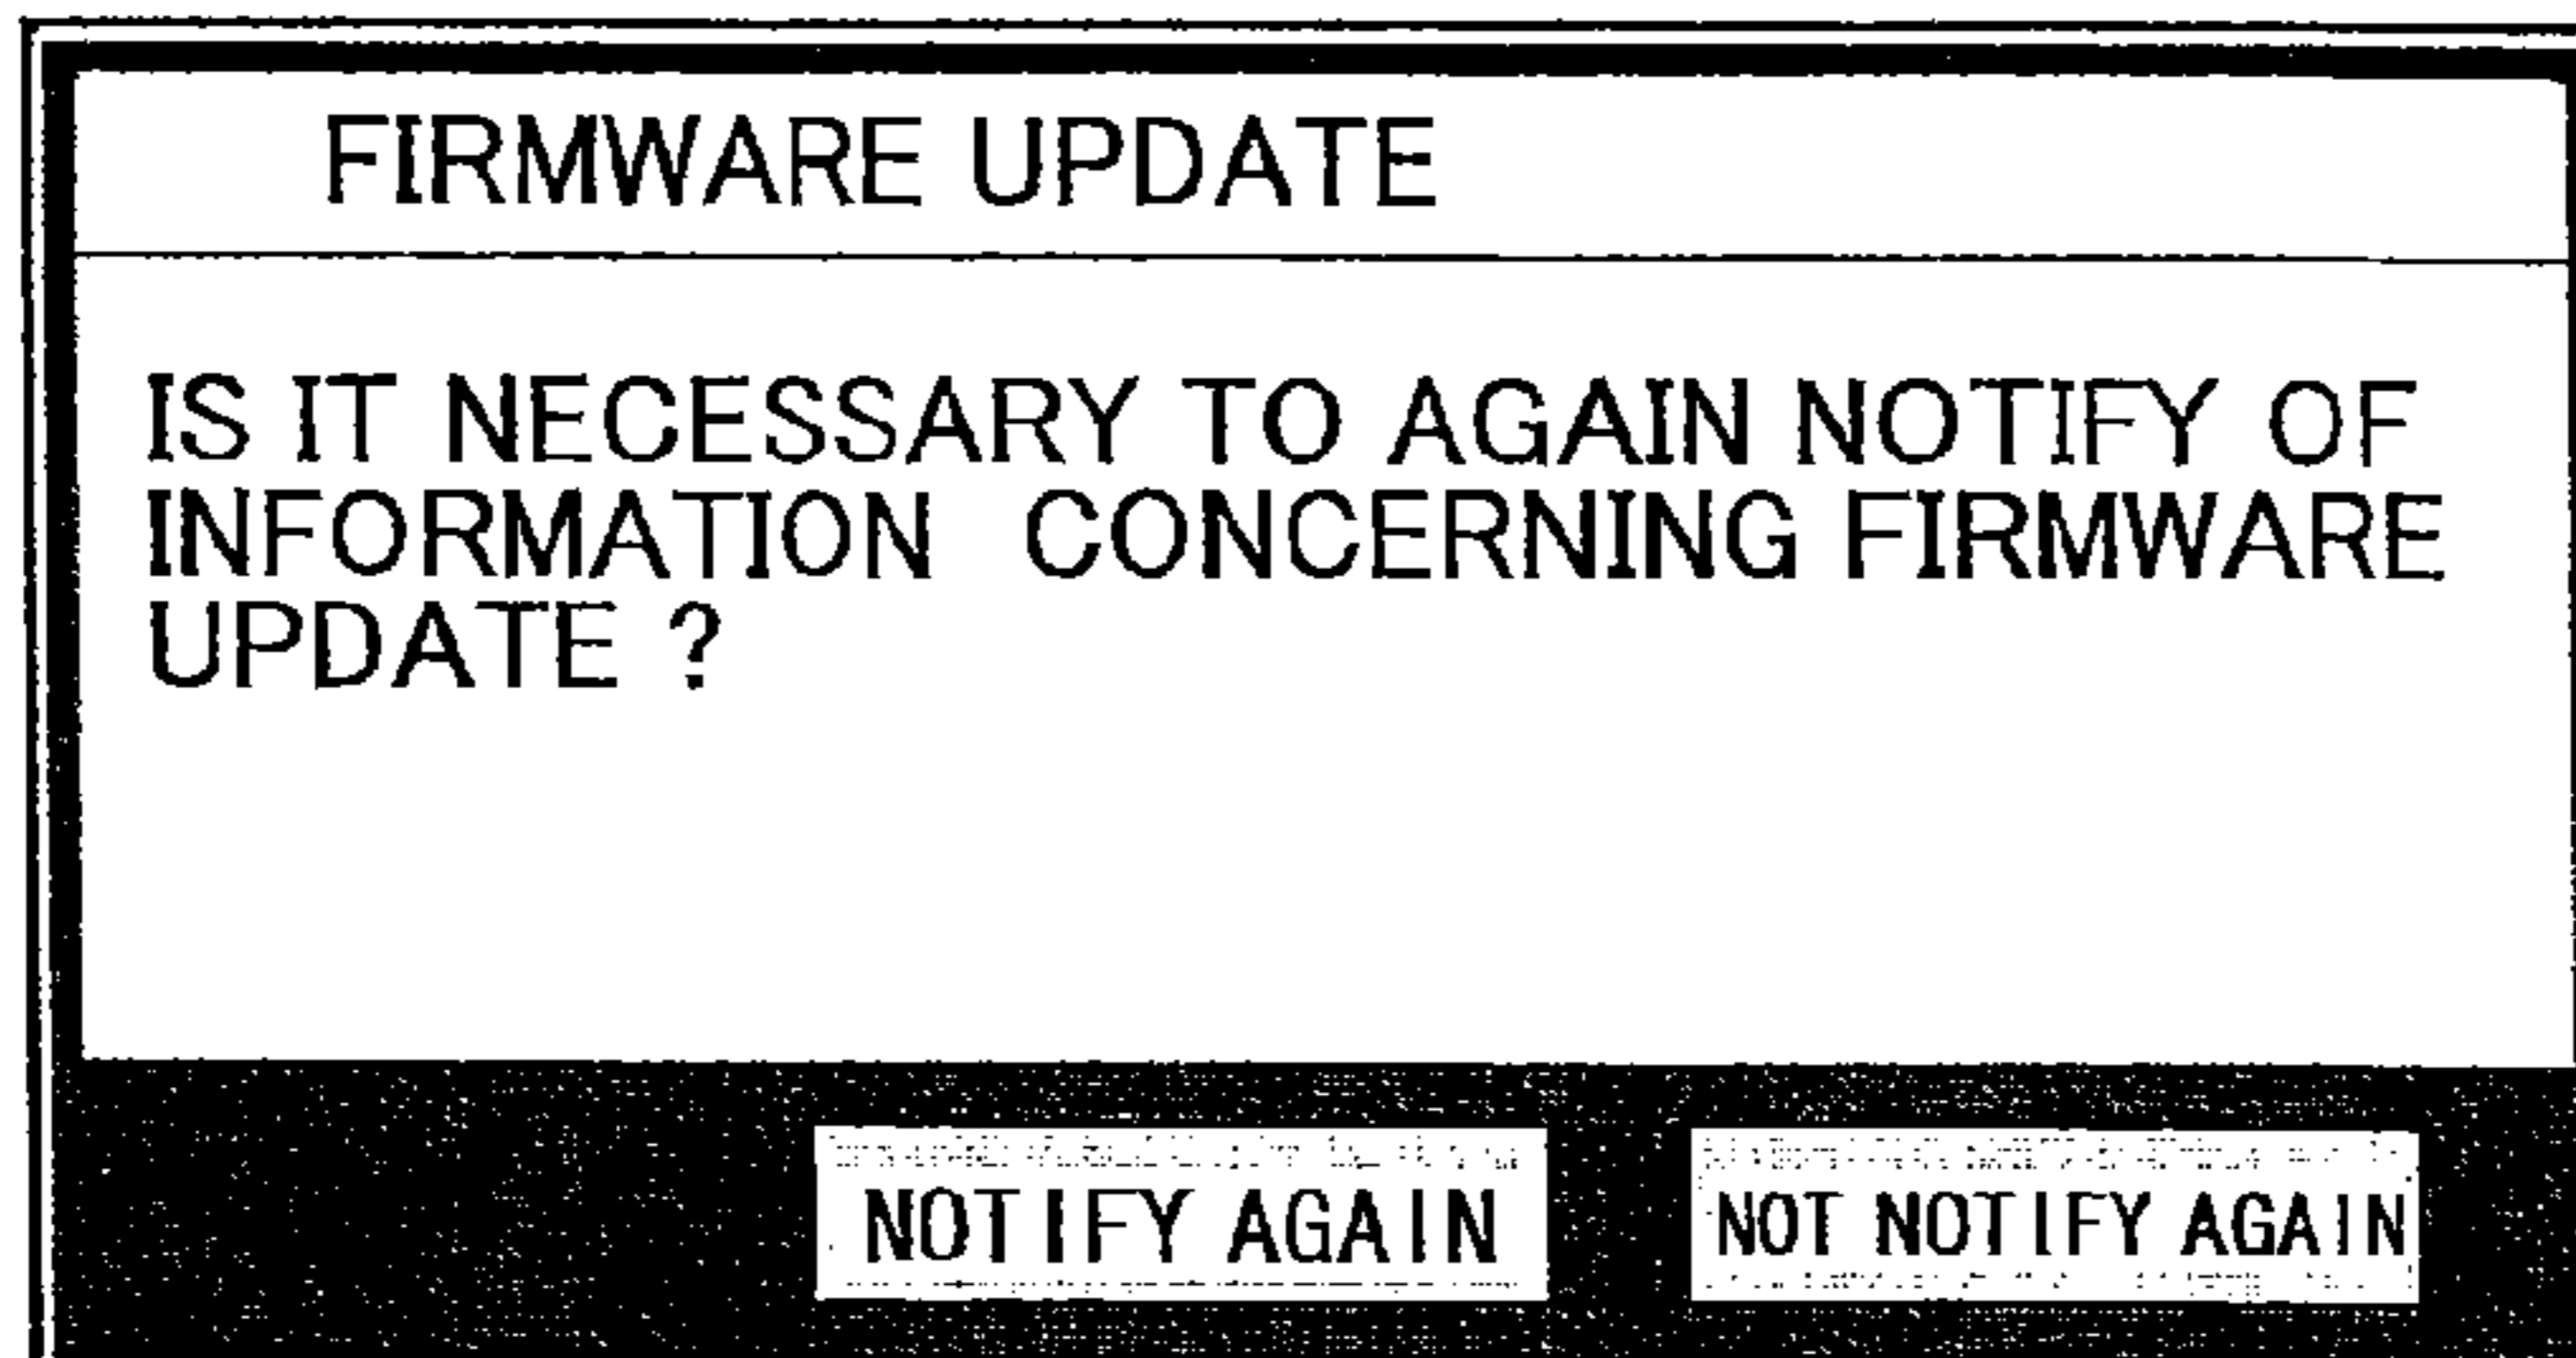 FIRMWARE UPDATE
IS IT NECESSARY TO AGAIN NOTIFY OF
INFORMATION CONCERNING FIRMWARE
UPDATE ?
NOTIFY AGAIN
NOT NOTIFY AGAIN